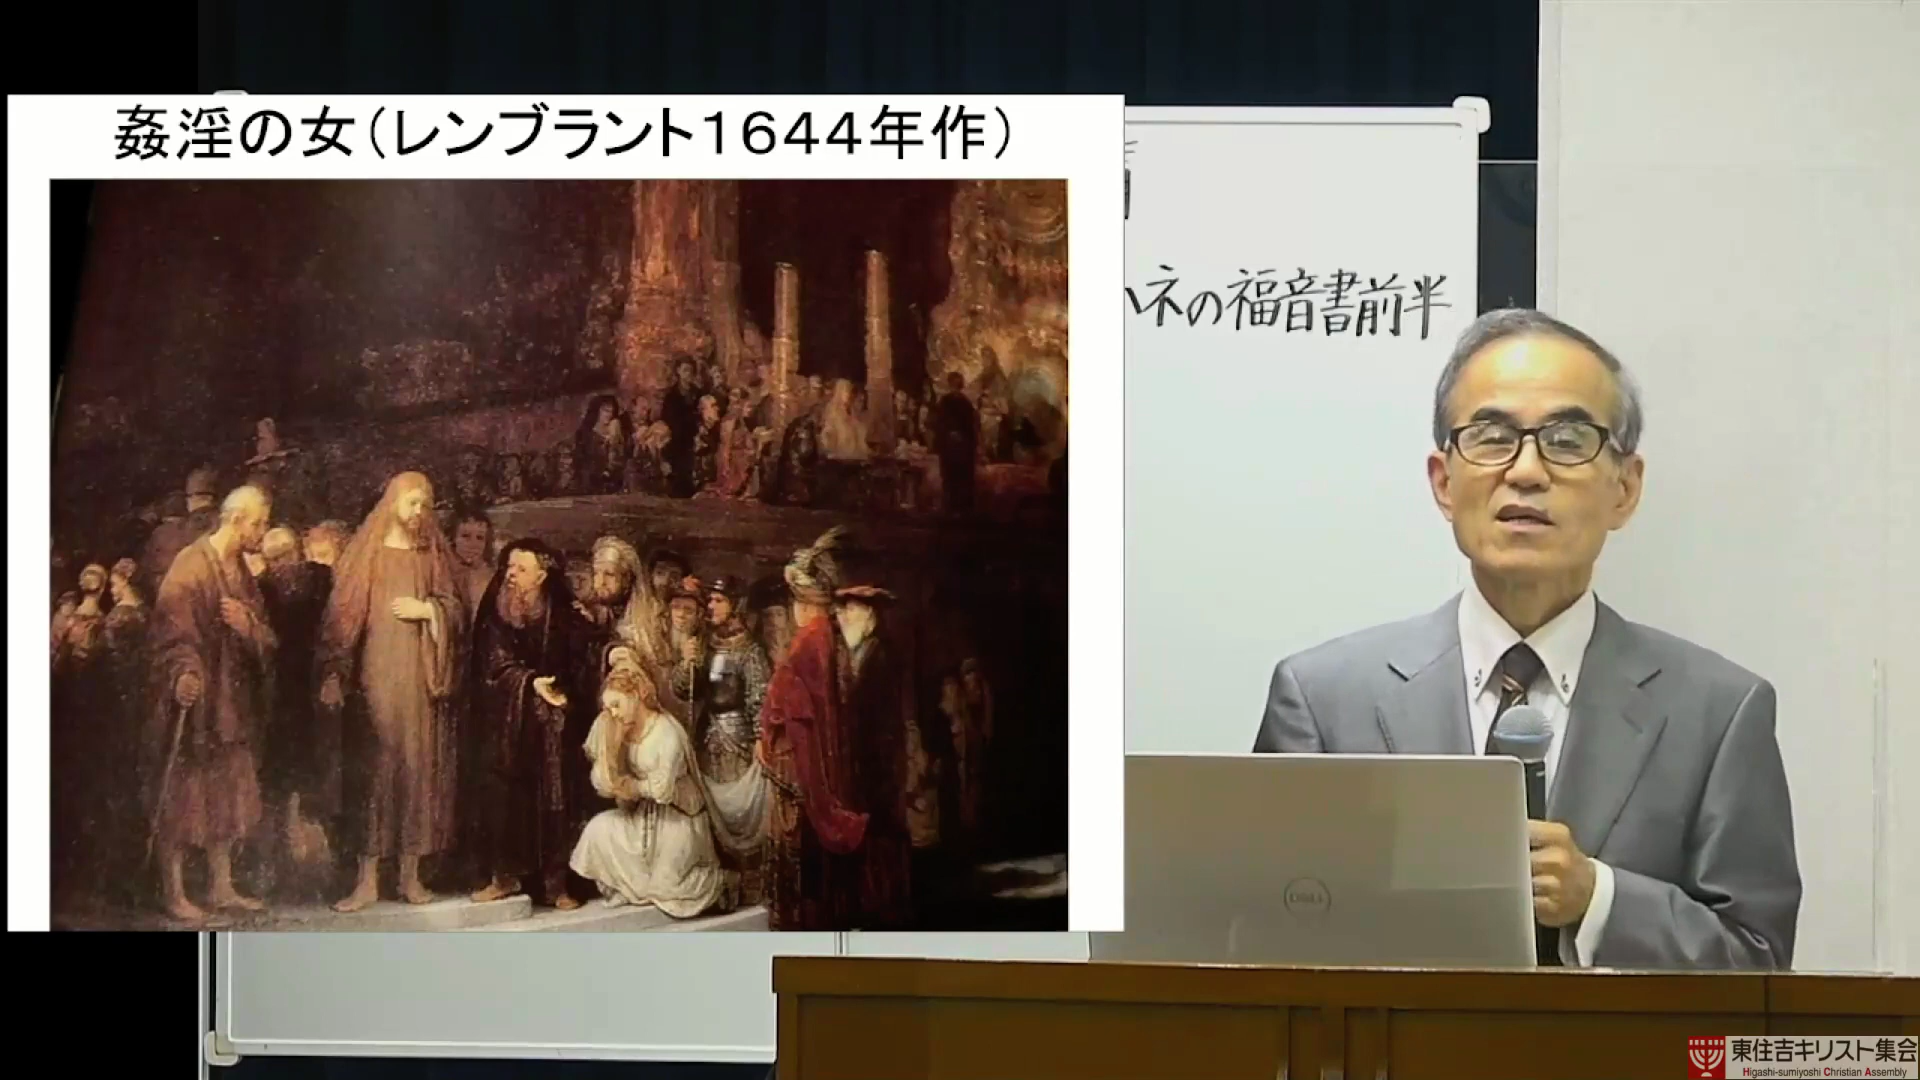 姦淫の女(レンブラント1644年作)
ネの福音書前半
DELL
東住吉キリスト集会
Higashi-sumiyoshi Christian Assembly